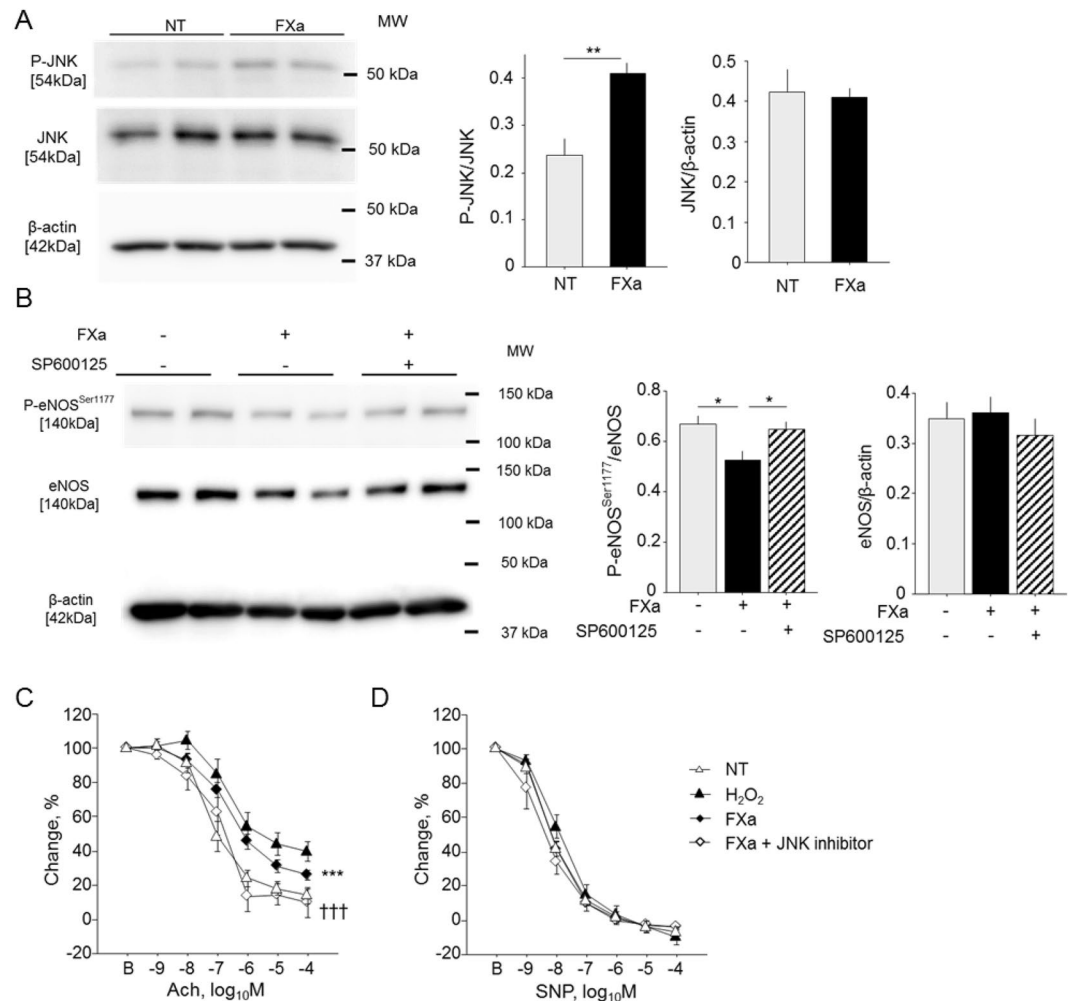 A
NT FXa MW
P-JNK
[54kDa]
50 kDa
JNK
[54kDa]
50 kDa
50 kDa
β-actin
[42kDa]
37 kDa
**
0.4
0.3
0.2
0.1
0
P-JNK/JNK
NT FXa
0.5
0.4
0.3
0.2
0.1
0
JNK/β-actin
NT FXa
B
FXa - + +
SP600125 - - +
MW
150 kDa
P-eNOS^Ser1177
[140kDa]
100 kDa
150 kDa
eNOS
[140kDa]
100 kDa
50 kDa
β-actin
[42kDa]
37 kDa
* *
0.8
0.6
0.4
0.2
0
P-eNOS^Ser1177/eNOS
FXa - + +
SP600125 - - +
0.4
0.3
0.2
0.1
0
eNOS/β-actin
FXa - + +
SP600125 - - +
C
120
100
80
60
40
20
0
-20
Change, %
***
†††
B -9 -8 -7 -6 -5 -4
Ach, log₁₀M
D
120
100
80
60
40
20
0
-20
Change, %
B -9 -8 -7 -6 -5 -4
SNP, log₁₀M
NT
H₂O₂
FXa
FXa + JNK inhibitor